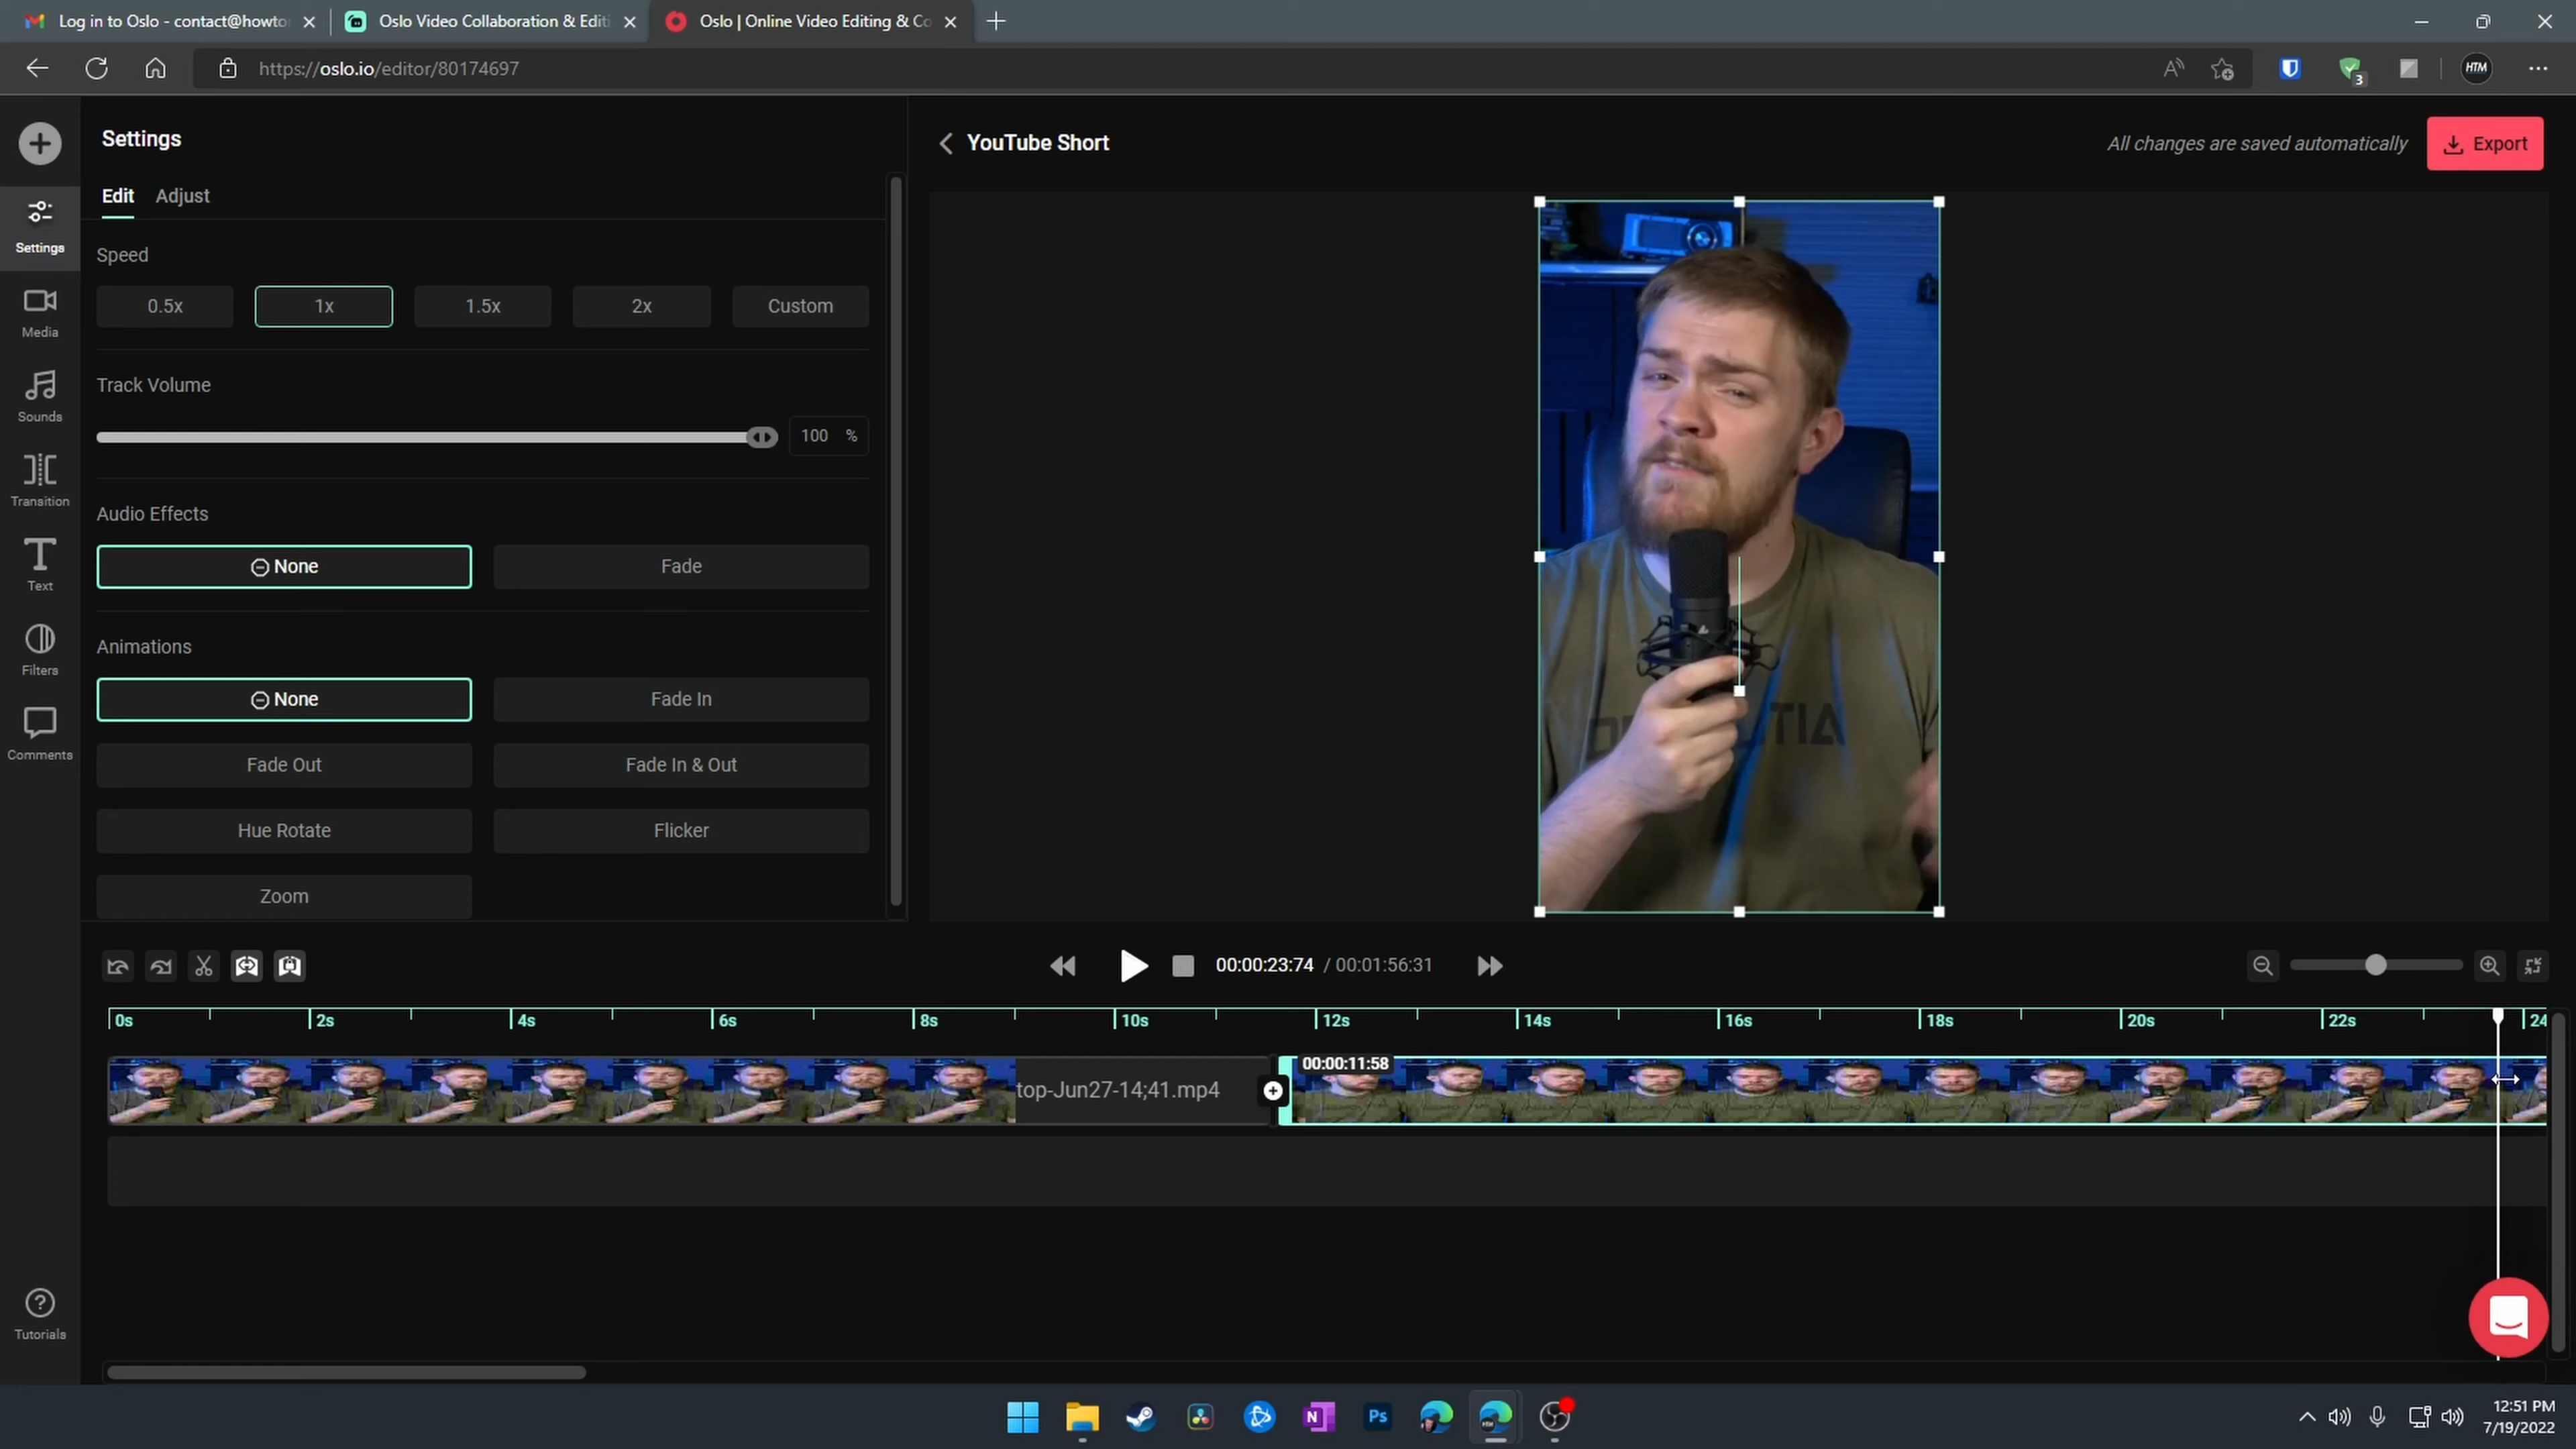 Log in to Oslo - contact@howto
Oslo Video Collaboration & Edit
Oslo | Online Video Editing & Co
https://oslo.io/editor/80174697
3
HTM
Settings
Media
Sounds
Transition
Text
Filters
Comments
Tutorials
Settings
Edit
Adjust
Speed
0.5x
1x
1.5x
2x
Custom
Track Volume
100 %
Audio Effects
None
Fade
Animations
None
Fade In
Fade Out
Fade In & Out
Hue Rotate
Flicker
Zoom
YouTube Short
All changes are saved automatically
Export
00:00:23:74 / 00:01:56:31
0s
2s
4s
6s
8s
10s
12s
14s
16s
18s
20s
22s
24
top-Jun27-14;41.mp4
00:00:11:58
N
Ps
12:51 PM
7/19/2022